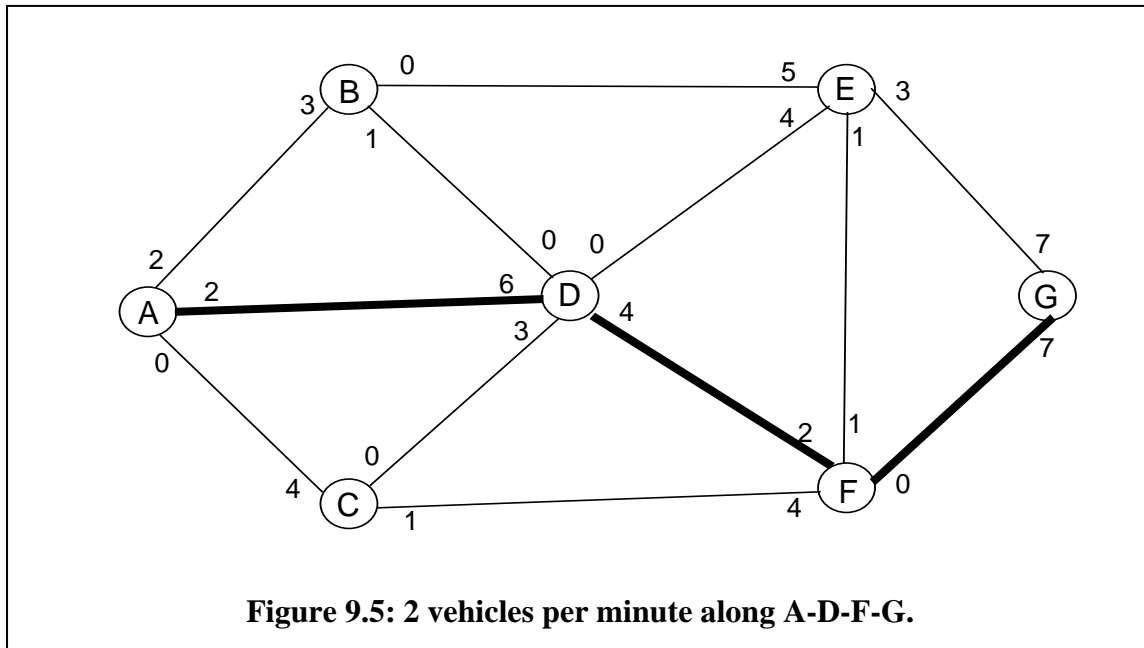 0 5
B E 3
3 4
1 1
0 0 7
2
2 6 D G
A 4
3 7
0
2 1
0
4 F 0
C 4
1
Figure 9.5: 2 vehicles per minute along A-D-F-G.